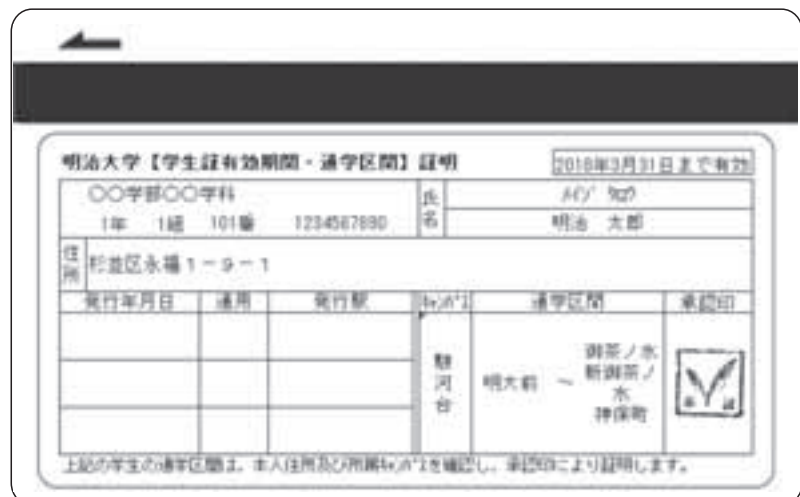 明治大学【学生証有効期間・通学区間】証明
2018年3月31日まで有効
〇〇学部〇〇学科
氏名
ﾒｲｼﾞ ﾀﾛｳ
1年 1組 101番 1234567890
明治 太郎
住所
杉並区永福1-9-1
発行年月日 通用 発行駅 ｷｬﾝﾊﾟｽ 通学区間 承認印
駿河台
明大前 ～
御茶ノ水
新御茶ノ
水
神保町
上記の学生の通学区間は、本人住所及び所属ｷｬﾝﾊﾟｽを確認し、承認印により証明します。